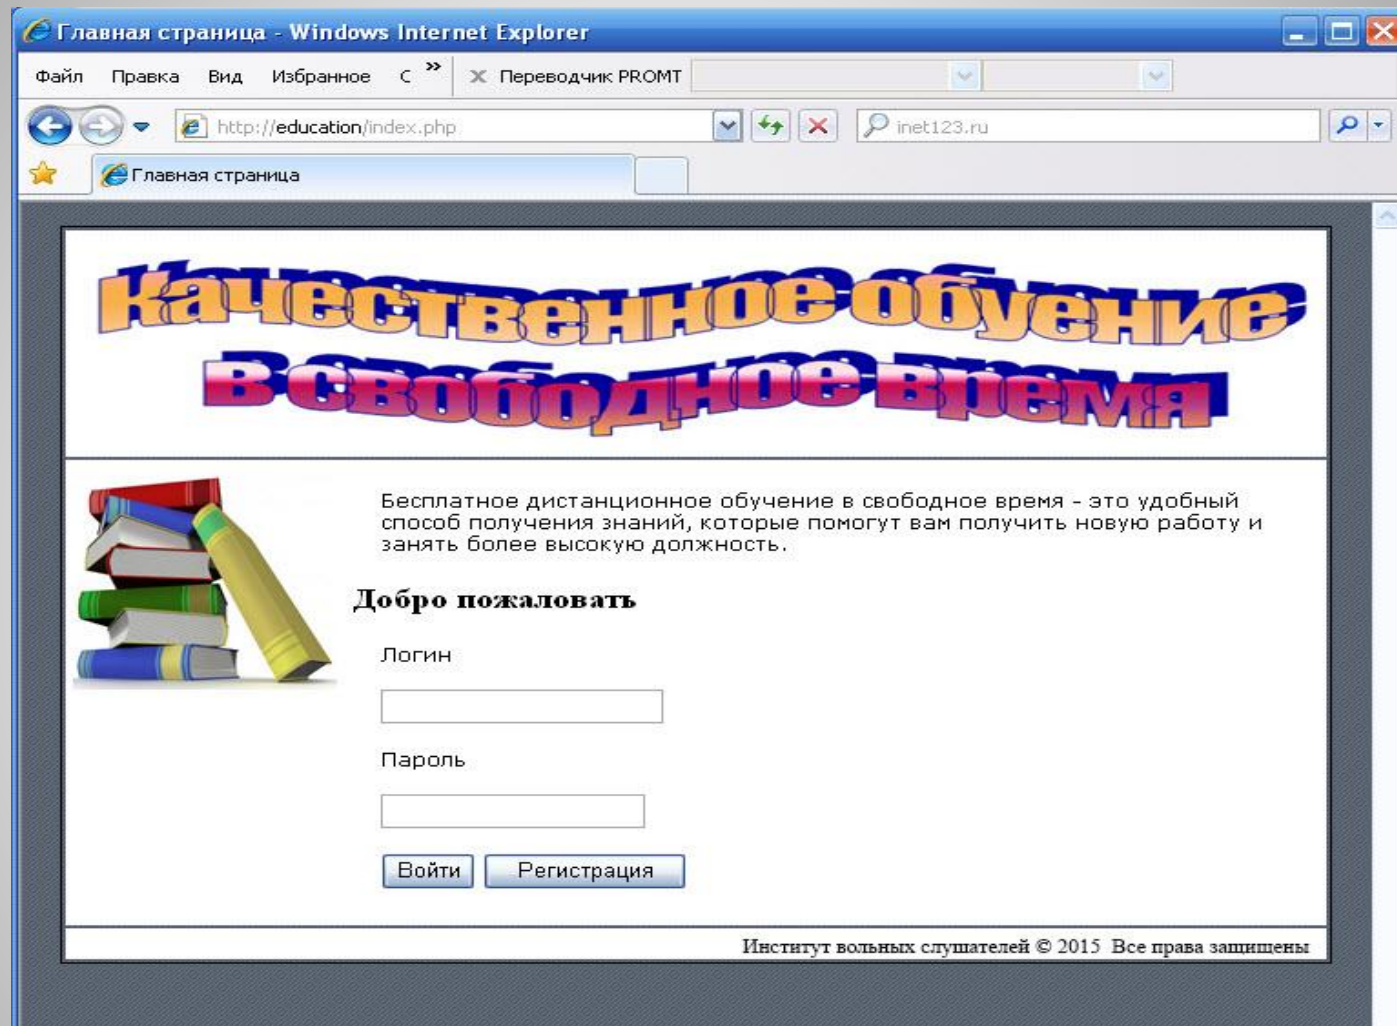 Главная страница - Windows Internet Explorer
Файл Правка Вид Избранное С » X Переводчик PROMT
http://education/index.php inet123.ru
Главная страница
Качественное обуение
в свободное время
Бесплатное дистанционное обучение в свободное время - это удобный
способ получения знаний, которые помогут вам получить новую работу и
занять более высокую должность.
Добро пожаловать
Логин
Пароль
Войти Регистрация
Институт вольных слушателей © 2015 Все права защищены